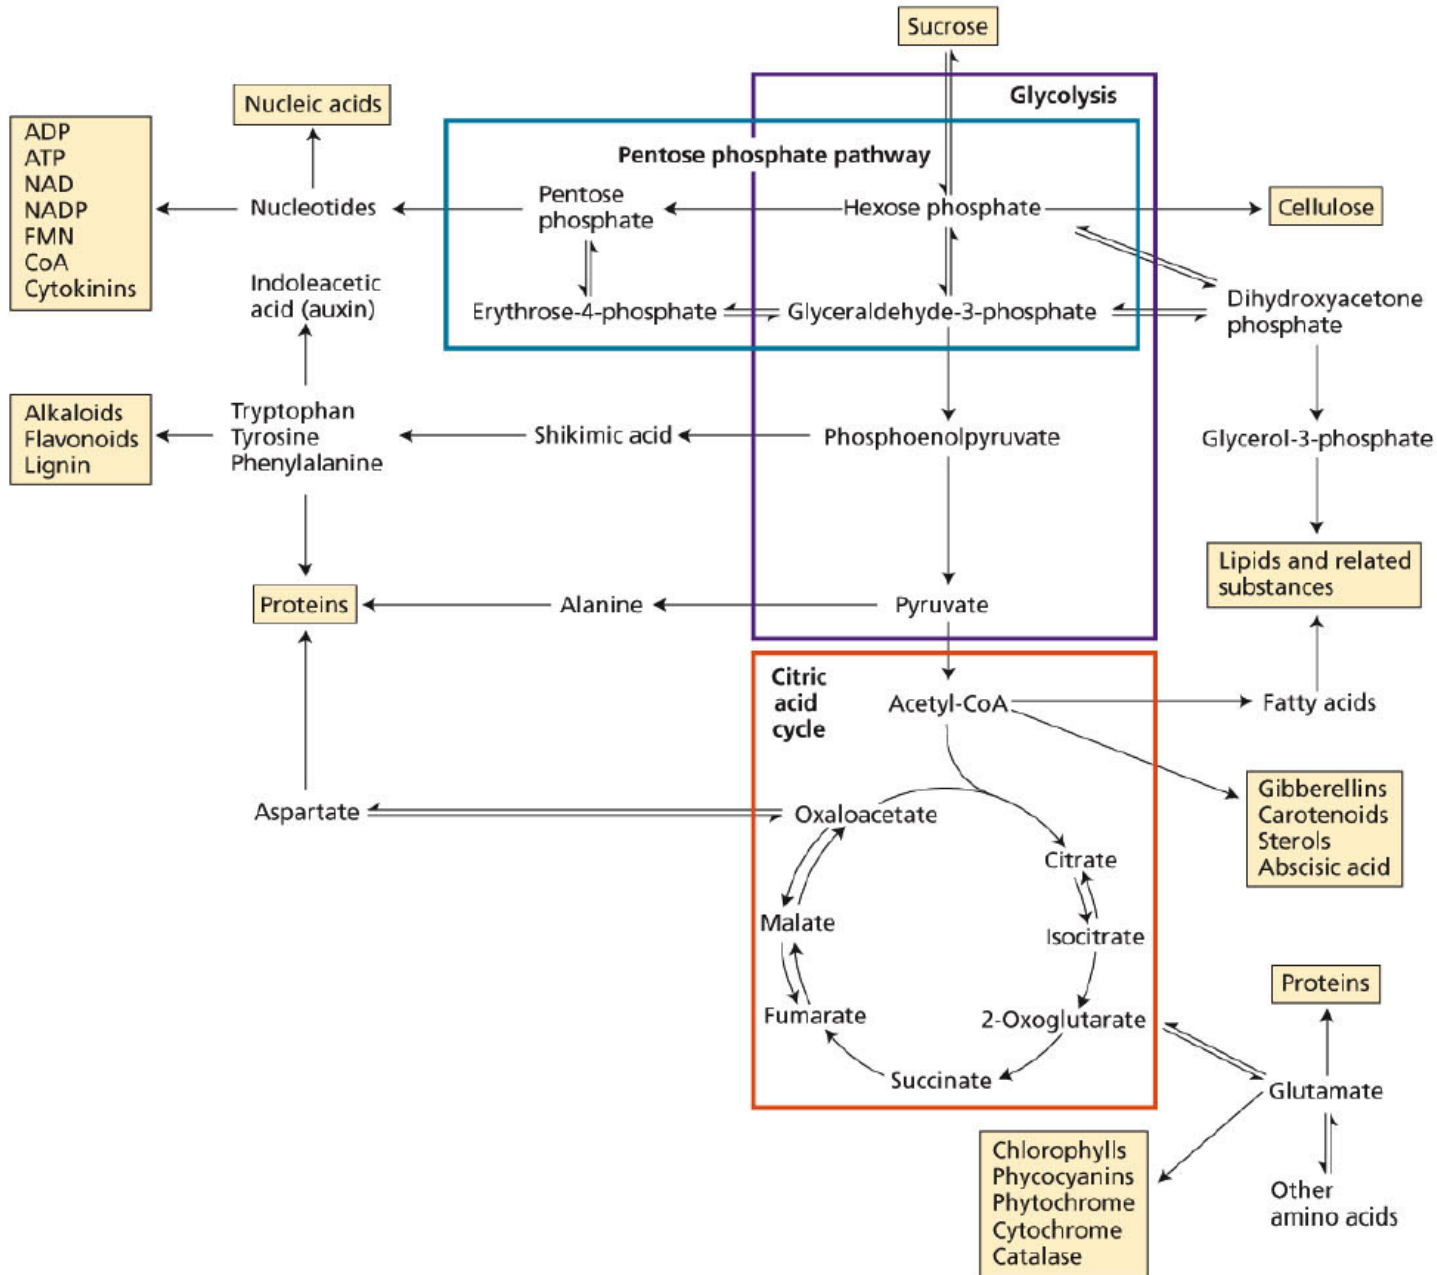 Sucrose
Glycolysis
Nucleic acids
ADP
ATP
NAD
NADP
FMN
CoA
Cytokinins
Pentose phosphate pathway
Nucleotides
Pentose
phosphate
Hexose phosphate
Cellulose
Indoleacetic
acid (auxin)
Erythrose-4-phosphate
Glyceraldehyde-3-phosphate
Dihydroxyacetone
phosphate
Alkaloids
Flavonoids
Lignin
Tryptophan
Tyrosine
Phenylalanine
Shikimic acid
Phosphoenolpyruvate
Glycerol-3-phosphate
Lipids and related
substances
Proteins
Alanine
Pyruvate
Citric
acid
cycle
Acetyl-CoA
Fatty acids
Gibberellins
Carotenoids
Sterols
Abscisic acid
Aspartate
Oxaloacetate
Citrate
Malate
Isocitrate
Fumarate
2-Oxoglutarate
Succinate
Proteins
Glutamate
Chlorophylls
Phycocyanins
Phytochrome
Cytochrome
Catalase
Other
amino acids